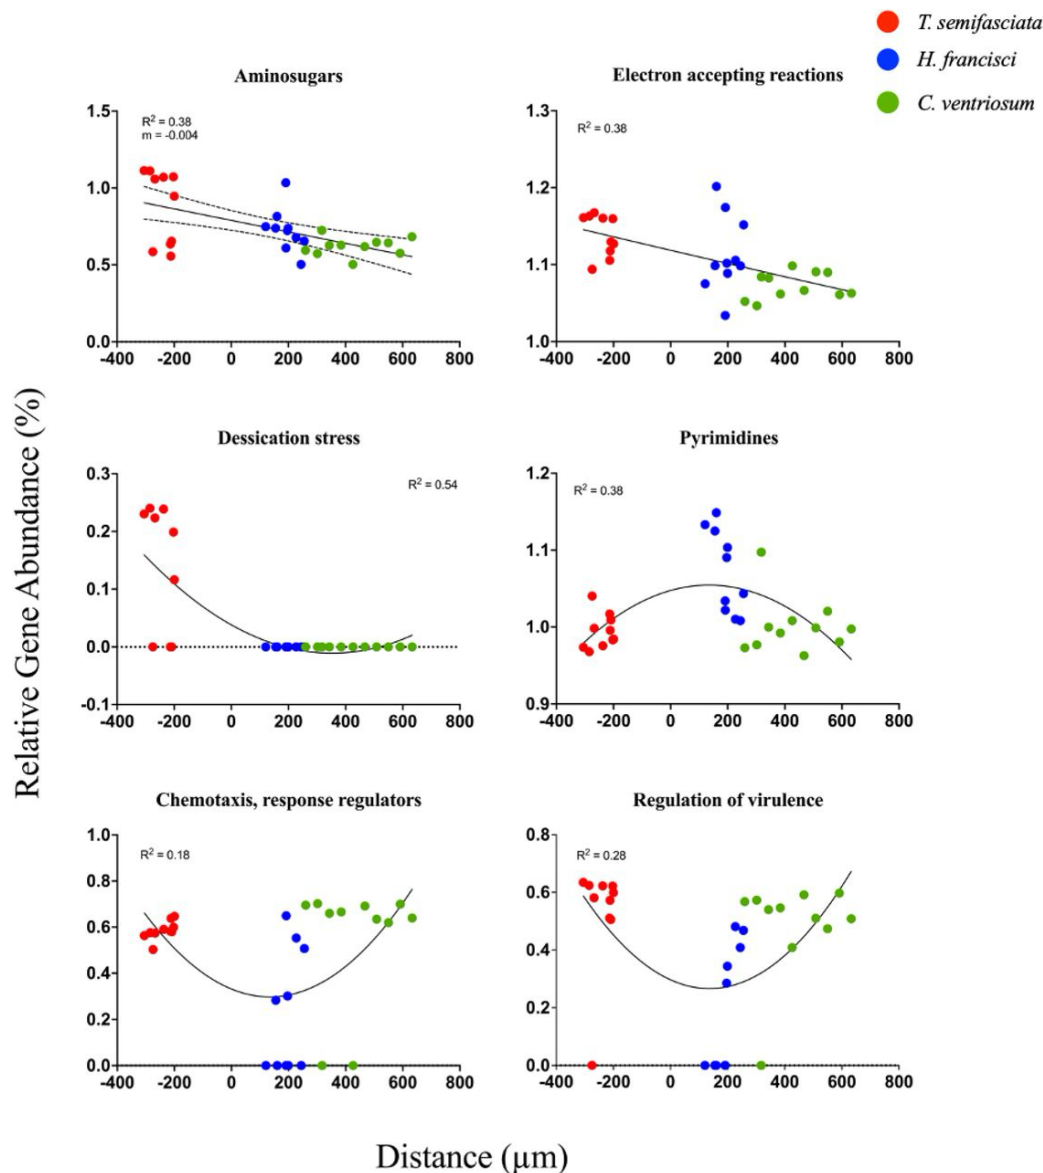 T. semifasciata
H. francisci
C. ventriosum
Aminosugars
R² = 0.38
m = -0.004
1.5
1.0
0.5
0.0
-400 -200 0 200 400 600 800
Electron accepting reactions
R² = 0.38
1.3
1.2
1.1
1.0
-400 -200 0 200 400 600 800
Relative Gene Abundance (%)
Dessication stress
R² = 0.54
0.3
0.2
0.1
0.0
-0.1
-400 -200 0 200 400 600 800
Pyrimidines
R² = 0.38
1.2
1.1
1.0
0.9
-400 -200 0 200 400 600 800
Chemotaxis, response regulators
R² = 0.18
1.0
0.8
0.6
0.4
0.2
0.0
-400 -200 0 200 400 600 800
Regulation of virulence
R² = 0.28
0.8
0.6
0.4
0.2
0.0
-400 -200 0 200 400 600 800
Distance (µm)